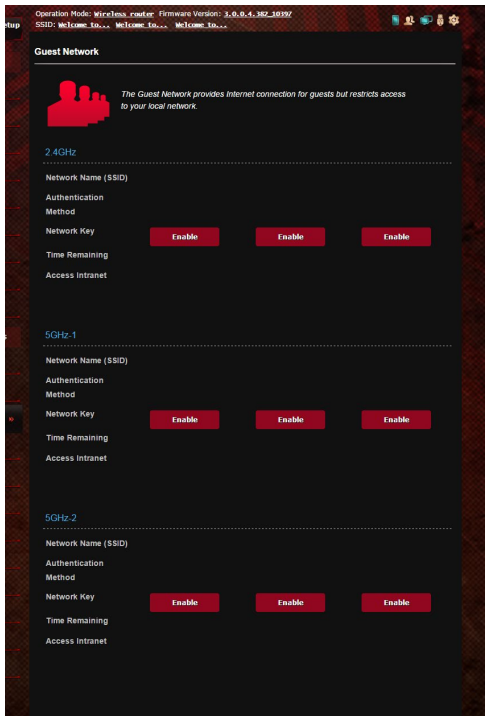 etup
Operation Mode: Wireless router Firmware Version: 3.0.0.4.382_10397
SSID: Welcome to... Welcome to... Welcome to...
Guest Network
The Guest Network provides Internet connection for guests but restricts access
to your local network.
2.4GHz
Network Name (SSID)
Authentication
Method
Network Key
Enable Enable Enable
Time Remaining
Access Intranet
5GHz-1
Network Name (SSID)
Authentication
Method
Network Key
Enable Enable Enable
Time Remaining
Access Intranet
5GHz-2
Network Name (SSID)
Authentication
Method
Network Key
Enable Enable Enable
Time Remaining
Access Intranet